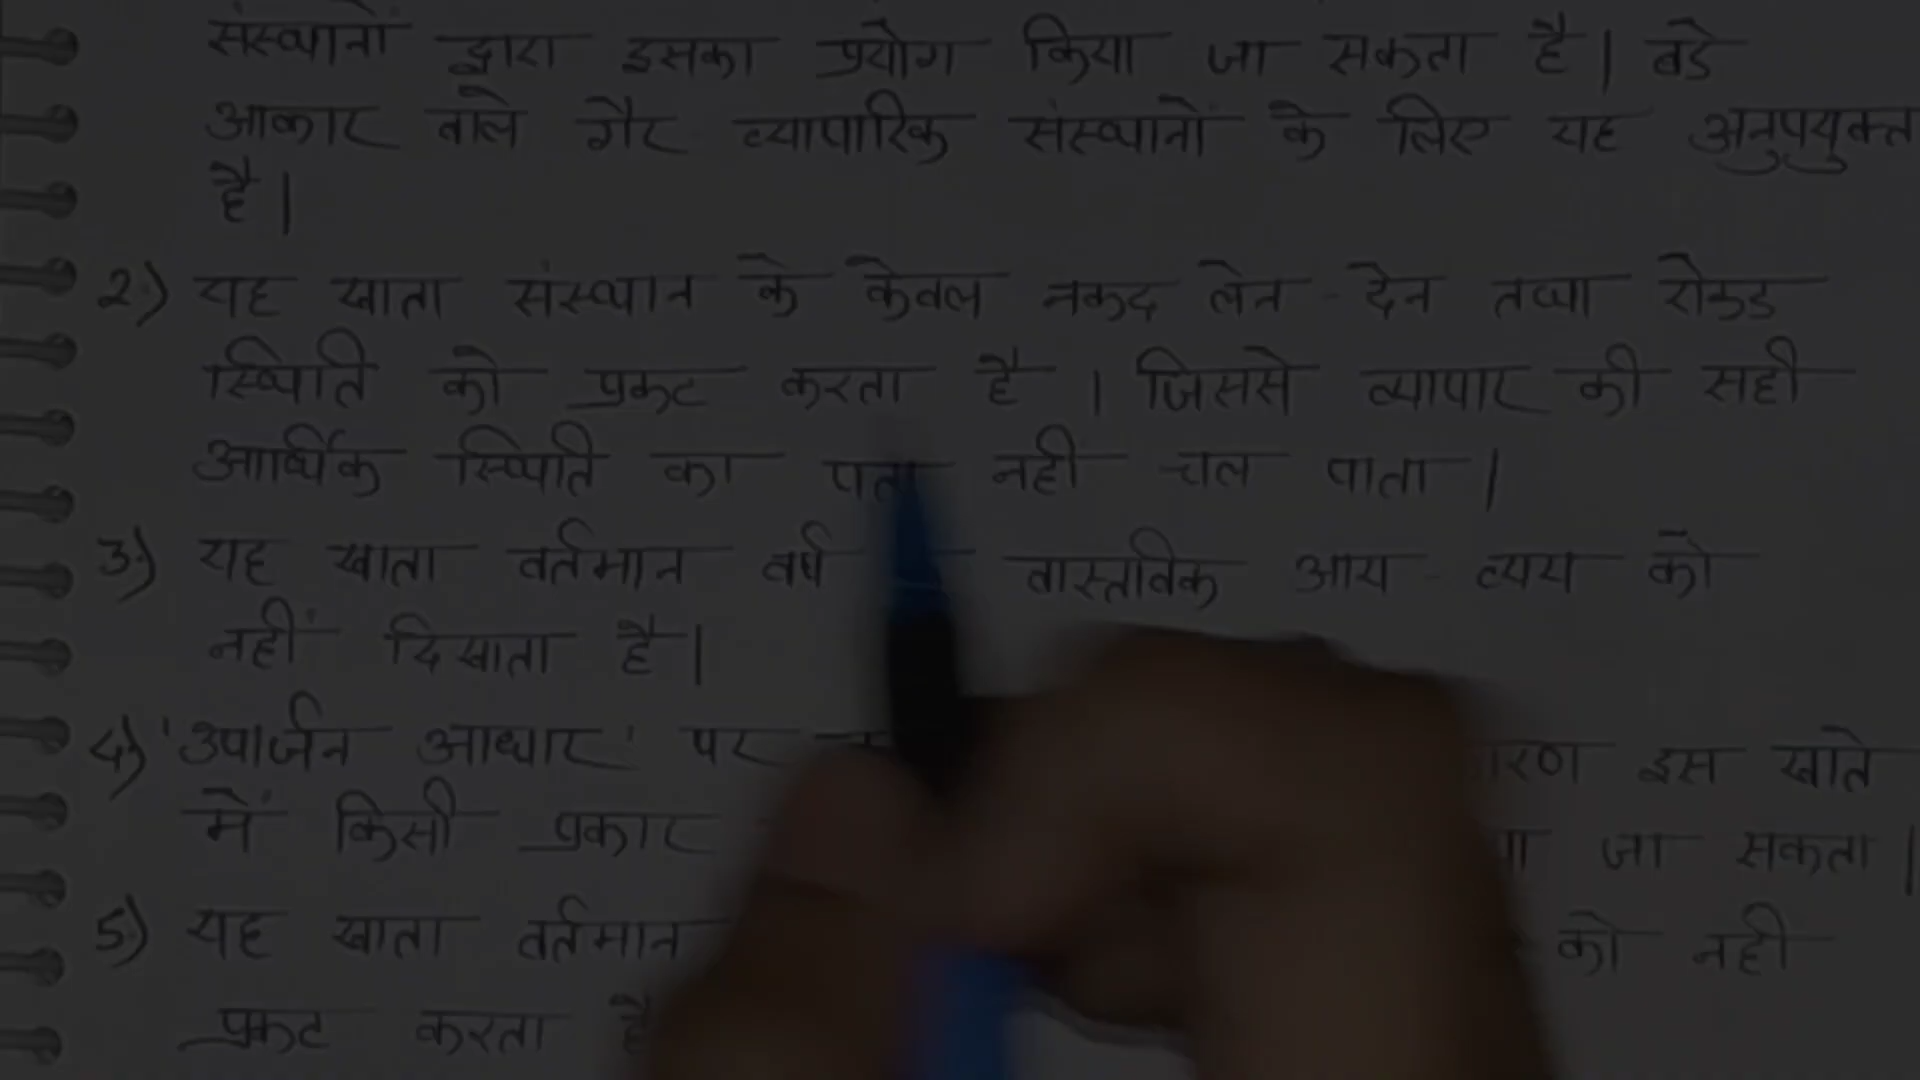 संस्थानों द्वारा इसका प्रयोग किया जा सकता है। बडे
आकार वाले गैर व्यापारिक संस्थानों के लिए यह अनुपयुक्त
है।
2) यह खाता संस्थान के केवल नकद लेन-देन तथा रोकड
स्थिति को प्रकट करता है। जिससे व्यापार की सही
आर्थिक स्थिति का पता नही चल पाता।
3) यह खाता वर्तमान वर्ष वास्तविक आय-व्यय को
नहीं दिखाता है।
4) 'उपार्जन आधार' पर इस खाते
में किसी प्रकार जा सकता।
5) यह खाता वर्तमान को नही
प्रकट करता है